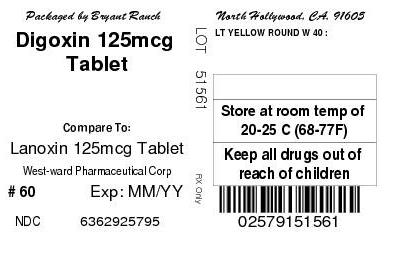 Packaged by Bryant Ranch
Digoxin 125mcg
Tablet
Compare To:
Lanoxin 125mcg Tablet
West-ward Pharmaceutical Corp
# 60 Exp: MM/YY
NDC 6362925795
LOT 51561
RX Only
North Hollywood, CA. 91605
LT YELLOW ROUND W 40 :
Store at room temp of
20-25 C (68-77F)
Keep all drugs out of
reach of children
02579151561